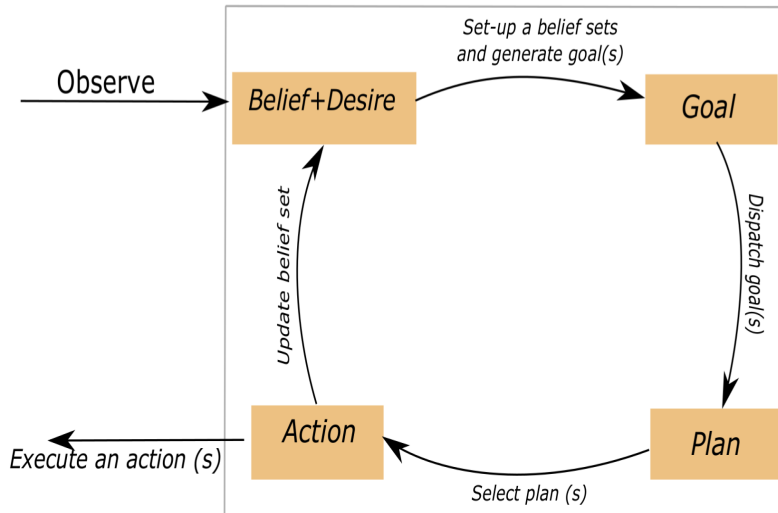 Set-up a belief sets
and generate goal(s)
Observe
Belief+Desire
Goal
Update belief set
Dispatch goal(s)
Action
Plan
Execute an action (s)
Select plan (s)